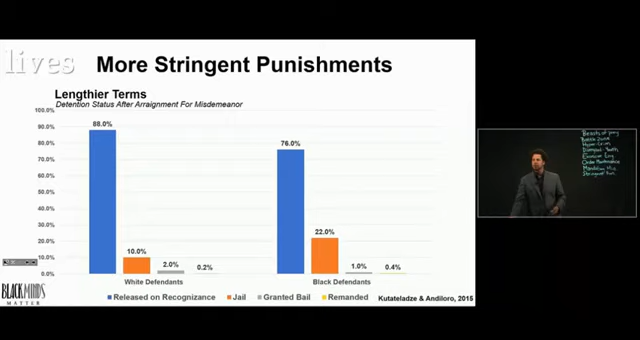 lives
More Stringent Punishments
Lengthier Terms
Detention Status After Arraignment For Misdemeanor
100.0%
90.0%
80.0%
70.0%
60.0%
50.0%
40.0%
30.0%
20.0%
10.0%
0.0%
88.0%
10.0%
2.0%
0.2%
76.0%
22.0%
1.0%
0.4%
White Defendants
Black Defendants
Released on Recognizance
Jail
Granted Bail
Remanded
Kutateladze & Andiloro, 2015
BLACK MINDS
MATTER
Beasts of prey